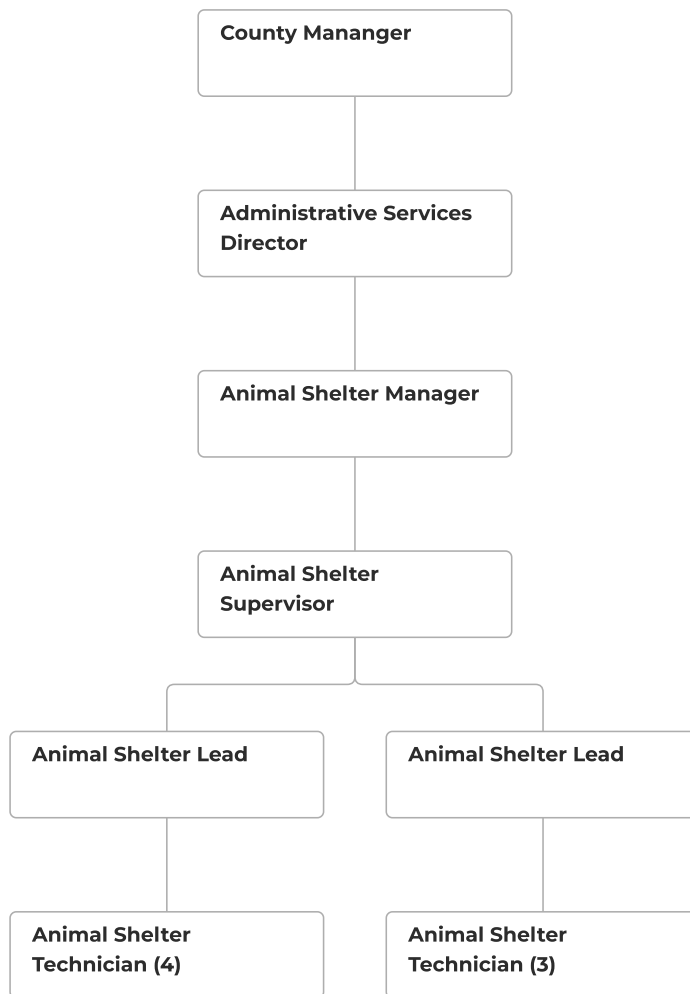 County Mananger
Administrative Services
Director
Animal Shelter Manager
Animal Shelter
Supervisor
Animal Shelter Lead
Animal Shelter Lead
Animal Shelter
Technician (4)
Animal Shelter
Technician (3)